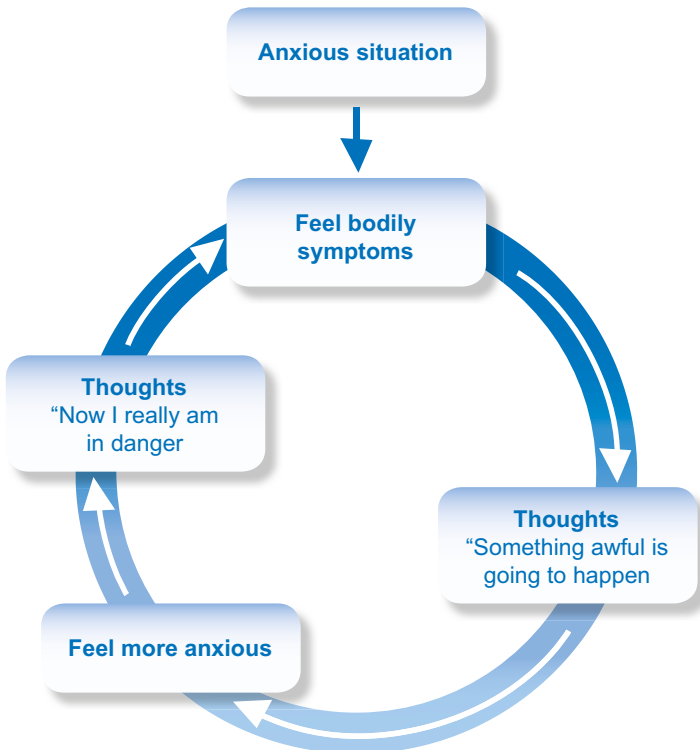 Anxious situation
Feel bodily
symptoms
Thoughts
“Something awful is
going to happen
Feel more anxious
Thoughts
“Now I really am
in danger